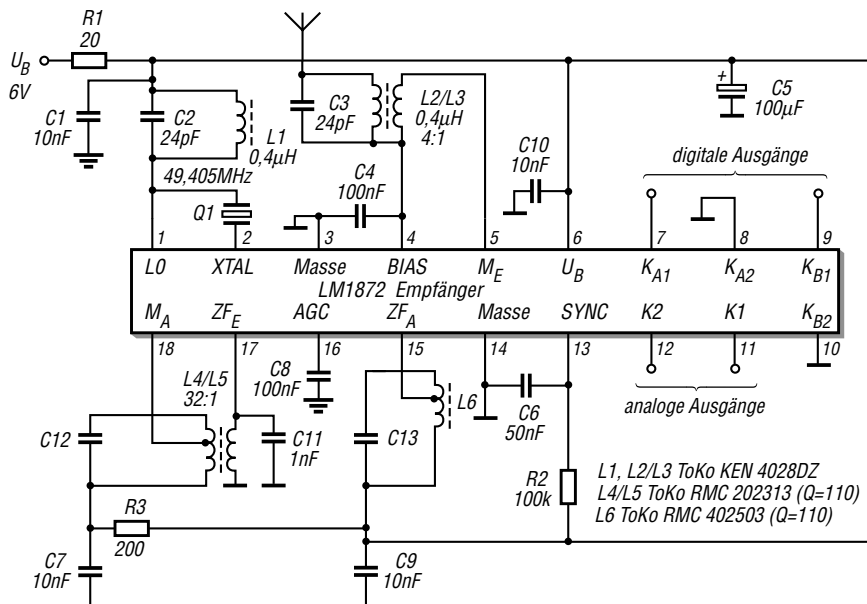 R1
20
U_B
6V
C1
10nF
C2
24pF
L1
0,4µH
C3
24pF
L2/L3
0,4µH
4:1
+
C5
100µF
C10
10nF
C4
100nF
49,405MHz
Q1
digitale Ausgänge
1 2 3 4 5 6 7 8 9
LO XTAL Masse BIAS M_E U_B K_A1 K_A2 K_B1
LM1872 Empfänger
M_A ZF_E AGC ZF_A Masse SYNC K2 K1 K_B2
18 17 16 15 14 13 12 11 10
analoge Ausgänge
L4/L5
32:1
C8
100nF
L6
C6
50nF
C12
C11
1nF
C13
R2
100k
L1, L2/L3 ToKo KEN 4028DZ
L4/L5 ToKo RMC 202313 (Q=110)
L6 ToKo RMC 402503 (Q=110)
R3
200
C7
10nF
C9
10nF